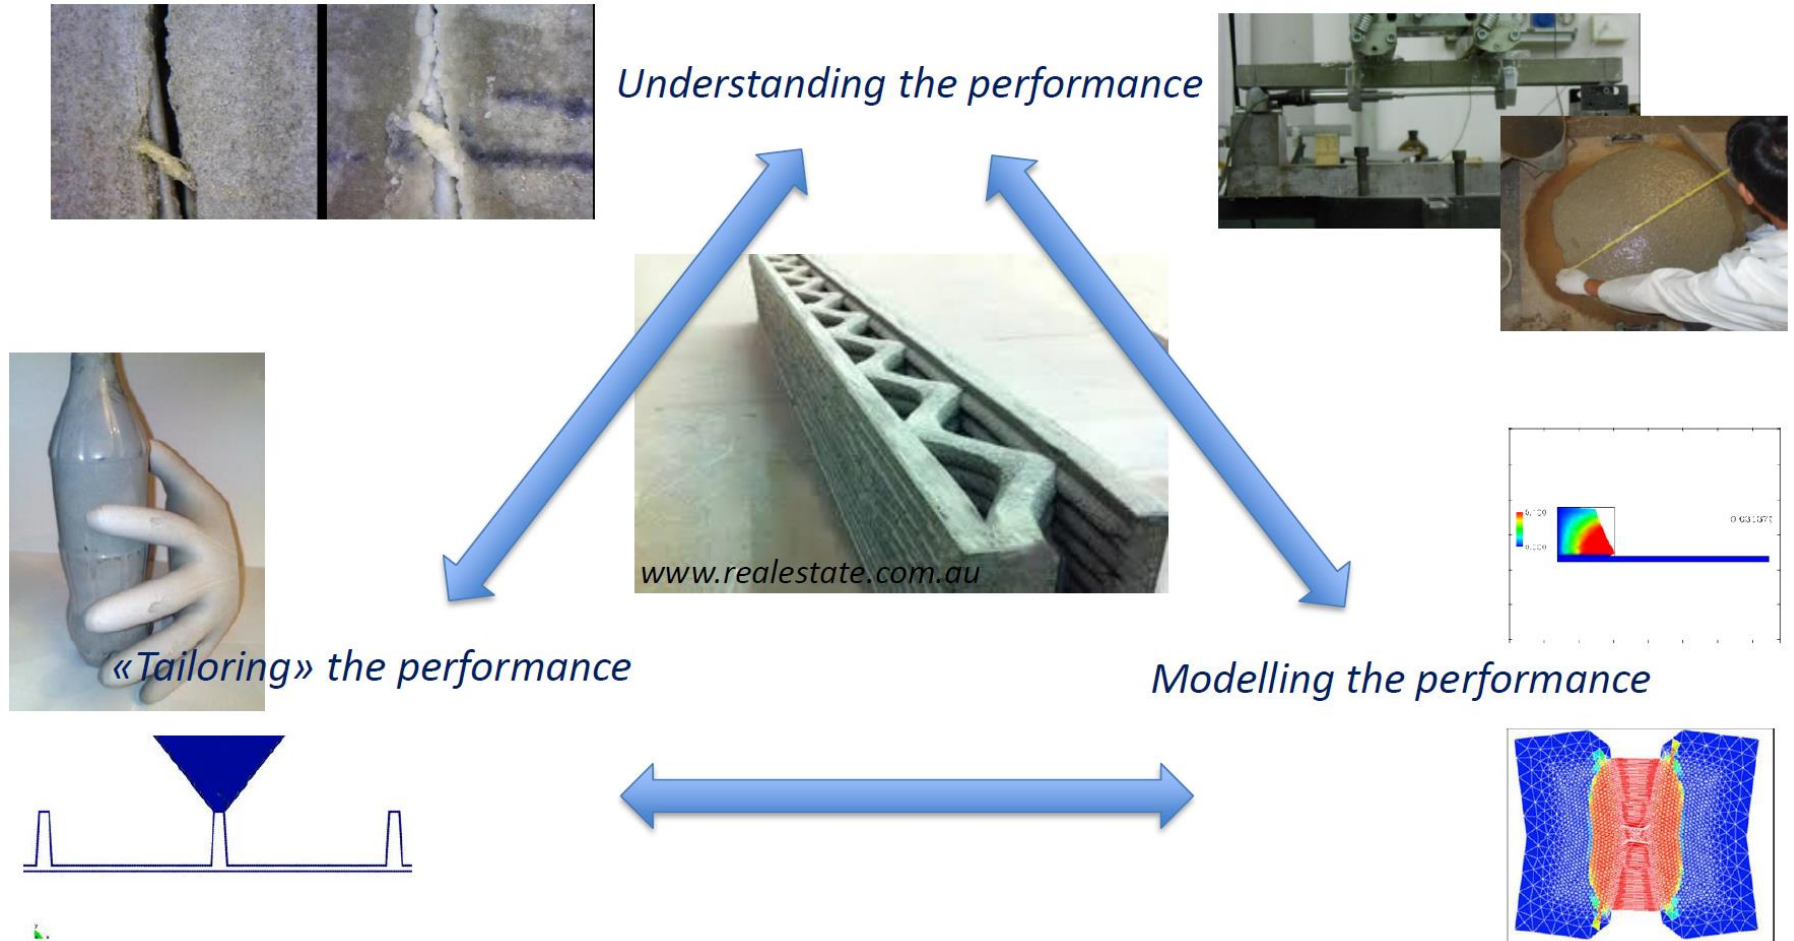 Understanding the performance
www.realestate.com.au
«Tailoring» the performance
Modelling the performance